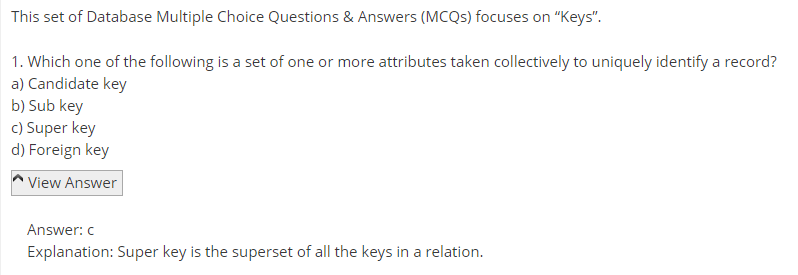 This set of Database Multiple Choice Questions & Answers (MCQs) focuses on “Keys”.
1. Which one of the following is a set of one or more attributes taken collectively to uniquely identify a record?
a) Candidate key
b) Sub key
c) Super key
d) Foreign key
View Answer
Answer: c
Explanation: Super key is the superset of all the keys in a relation.